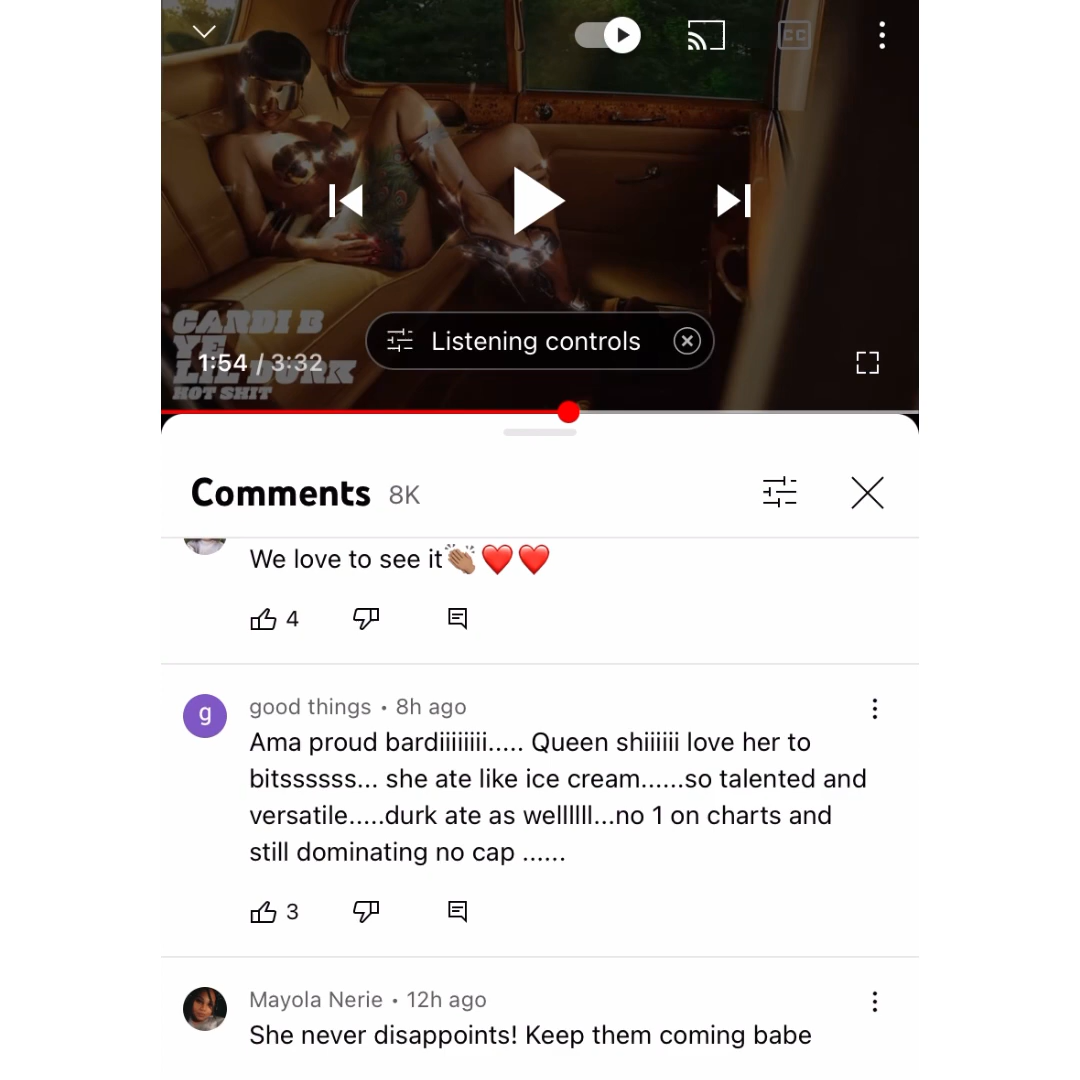 CC
CARDI B
YE
LIL DURK
HOT SHIT
1:54 / 3:32
Listening controls
Comments 8K
We love to see it👏🏽❤️❤️
4
good things • 8h ago
Ama proud bardiiiiiiii..... Queen shiiiiii love her to
bitssssss... she ate like ice cream......so talented and
versatile.....durk ate as wellllll...no 1 on charts and
still dominating no cap ......
3
g
Mayola Nerie • 12h ago
She never disappoints! Keep them coming babe